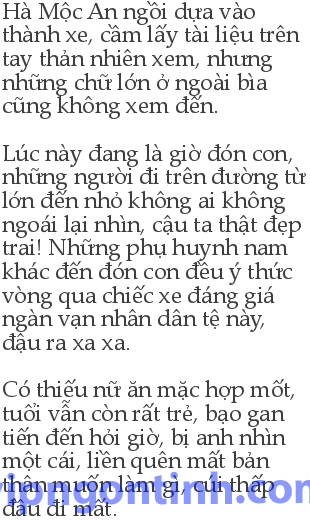 Hà Mộc An ngồi dựa vào
thành xe, cầm lấy tài liệu trên
tay thản nhiên xem, nhưng
những chữ lớn ở ngoài bìa
cũng không xem đến.
Lúc này đang là giờ đón con,
những người đi trên đường từ
lớn đến nhỏ không ai không
ngoái lại nhìn, cậu ta thật đẹp
trai! Những phụ huynh nam
khác đến đón con đều ý thức
vòng qua chiếc xe đáng giá
ngàn vạn nhân dân tệ này,
đậu ra xa xa.
Có thiếu nữ ăn mặc hợp mốt,
tuổi vẫn còn rất trẻ, bạo gan
tiến đến hỏi giờ, bị anh nhìn
một cái, liền quên mất bản
thân muốn làm gì, cúi thấp
đầu đi mất.